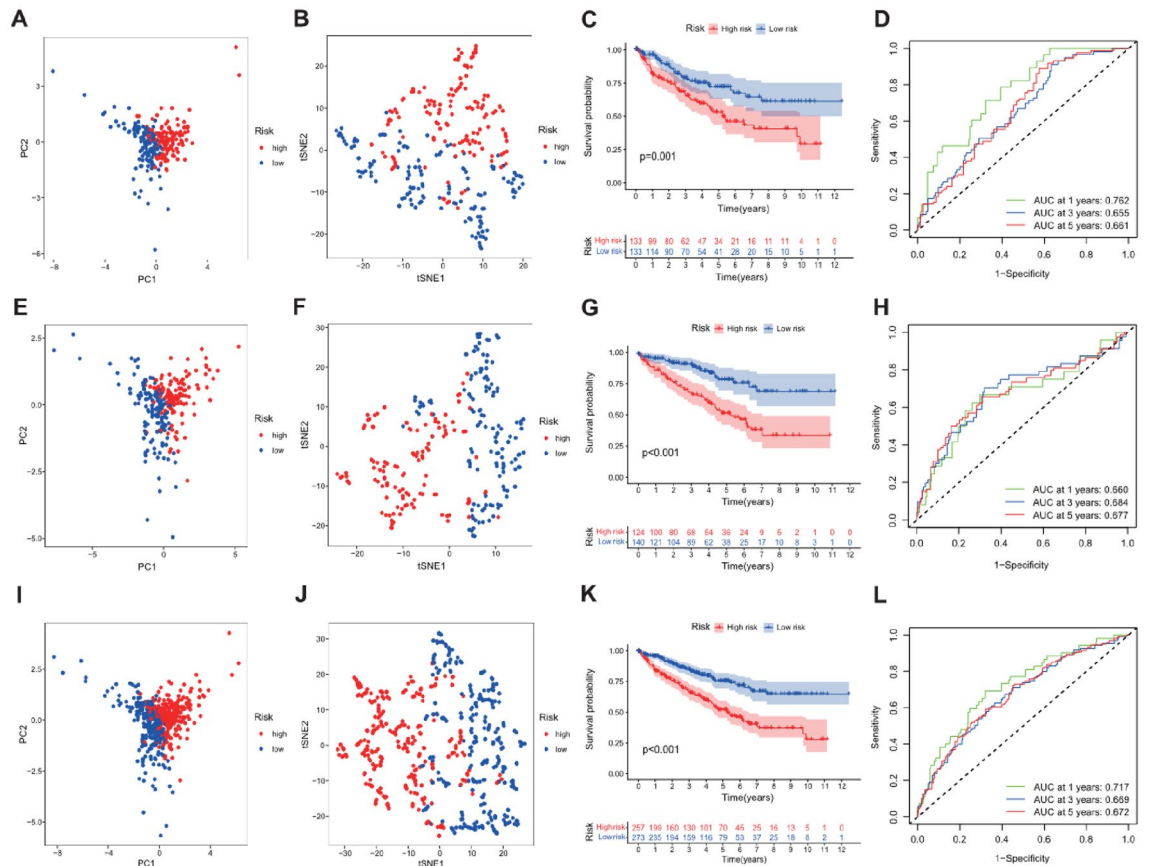 A
3
0
−3
−6
−8
−4
0
4
PC2
PC1
Risk
high
low
B
20
10
0
−10
−20
−20
−10
0
10
20
tSNE2
tSNE1
Risk
high
low
C
Risk High risk Low risk
1.00
0.75
0.50
0.25
0.00
Survival probability
p=0.001
0 1 2 3 4 5 6 7 8 9 10 11 12
Time(years)
Risk
High risk 133 99 80 62 47 34 21 16 11 11 4 1 0
Low risk 133 114 90 70 54 41 28 20 15 10 5 1 1
0 1 2 3 4 5 6 7 8 9 10 11 12
Time(years)
D
1.0
0.8
0.6
0.4
0.2
0.0
Sensitivity
AUC at 1 years: 0.762
AUC at 3 years: 0.655
AUC at 5 years: 0.661
0.0 0.2 0.4 0.6 0.8 1.0
1−Specificity
E
2.5
0.0
−2.5
−5.0
−5
0
5
PC2
PC1
Risk
high
low
F
30
20
10
0
−10
−20
−20
−10
0
10
tSNE2
tSNE1
Risk
high
low
G
Risk High risk Low risk
1.00
0.75
0.50
0.25
0.00
Survival probability
p<0.001
0 1 2 3 4 5 6 7 8 9 10 11 12
Time(years)
Risk
High risk 124 100 80 68 54 36 24 9 5 2 1 0 0
Low risk 140 121 104 89 62 38 25 17 10 8 3 1 0
0 1 2 3 4 5 6 7 8 9 10 11 12
Time(years)
H
1.0
0.8
0.6
0.4
0.2
0.0
Sensitivity
AUC at 1 years: 0.660
AUC at 3 years: 0.684
AUC at 5 years: 0.677
0.0 0.2 0.4 0.6 0.8 1.0
1−Specificity
I
2.5
0.0
−2.5
−5.0
−5
0
5
PC2
PC1
Risk
high
low
J
30
20
10
0
−10
−20
−30
−20
−10
0
10
20
tSNE2
tSNE1
Risk
high
low
K
Risk High risk Low risk
1.00
0.75
0.50
0.25
0.00
Survival probability
p<0.001
0 1 2 3 4 5 6 7 8 9 10 11 12
Time(years)
Risk
High risk 257 199 160 130 101 70 45 25 16 13 5 1 0
Low risk 273 235 194 159 116 79 53 37 25 18 8 2 1
0 1 2 3 4 5 6 7 8 9 10 11 12
Time(years)
L
1.0
0.8
0.6
0.4
0.2
0.0
Sensitivity
AUC at 1 years: 0.717
AUC at 3 years: 0.669
AUC at 5 years: 0.672
0.0 0.2 0.4 0.6 0.8 1.0
1−Specificity